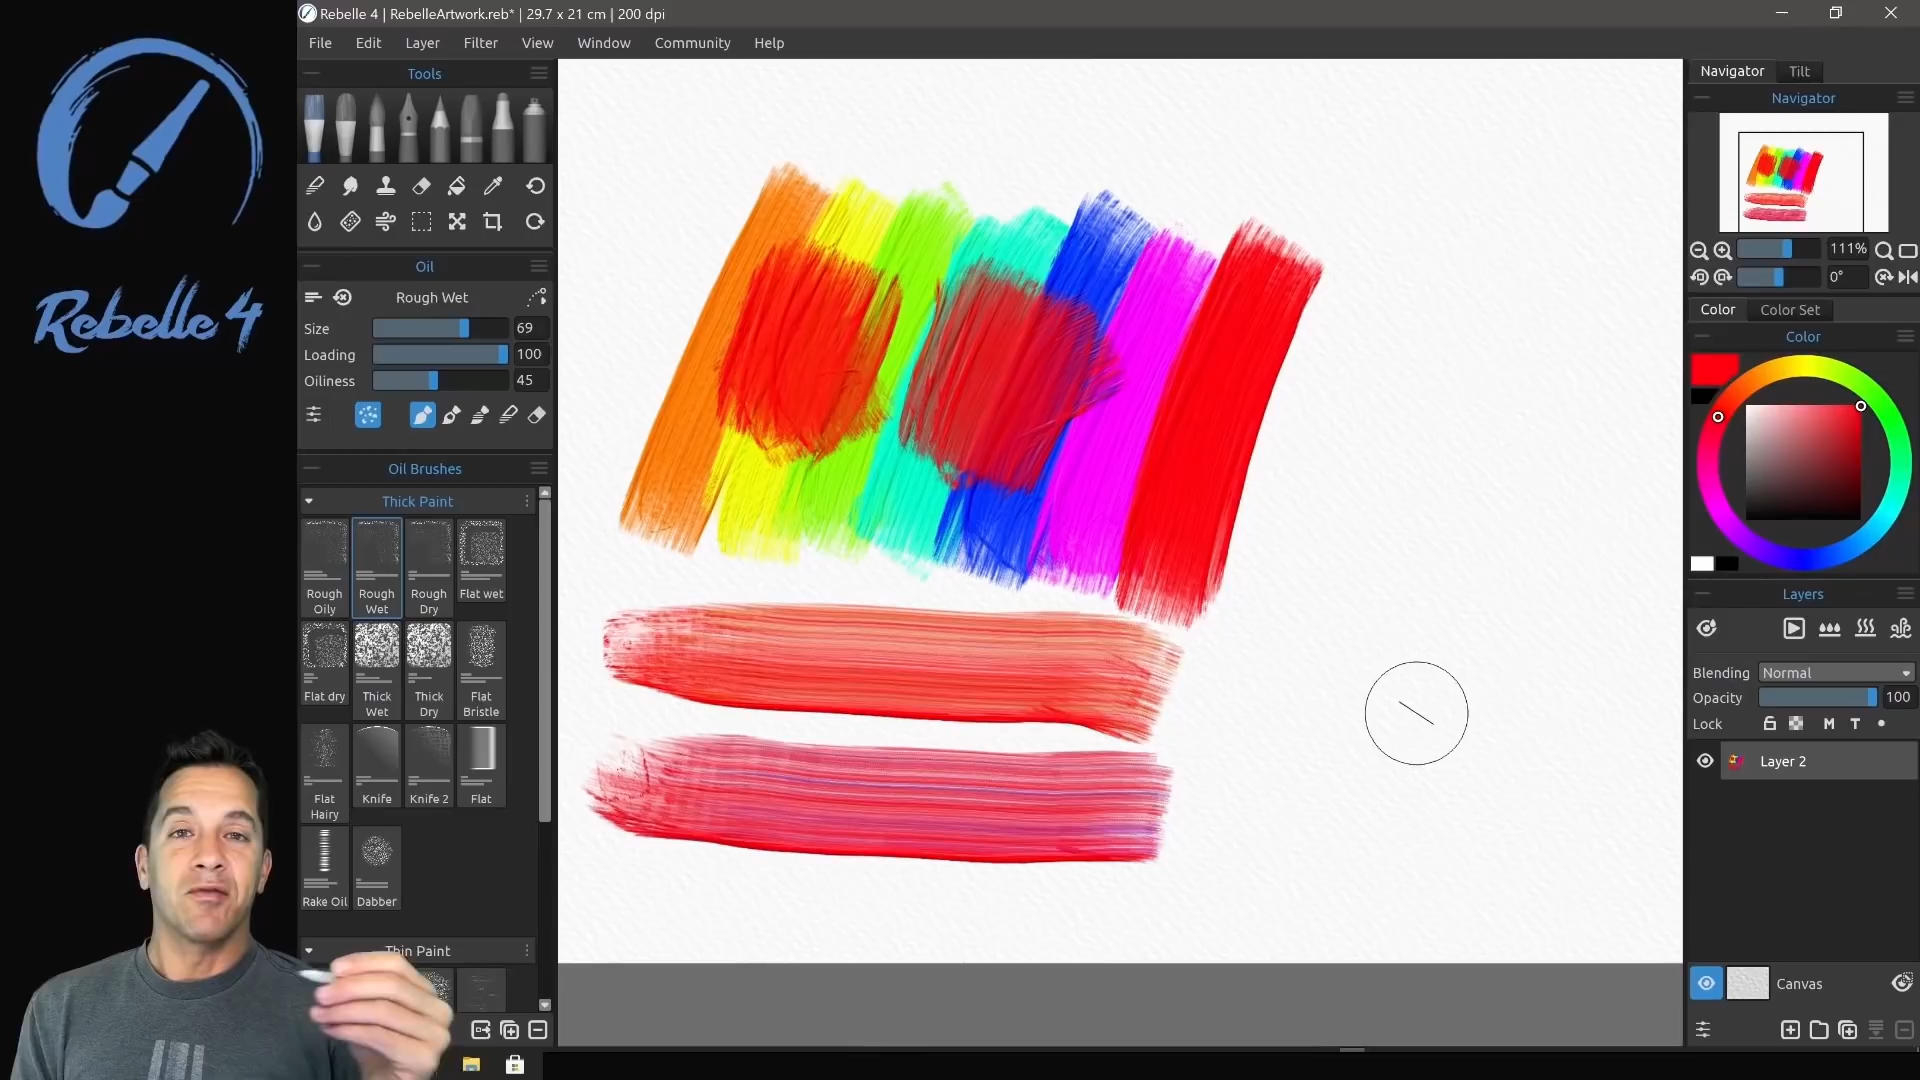 Rebelle 4
Rebelle 4 | RebelleArtwork.reb* | 29.7 x 21 cm | 200 dpi
File Edit Layer Filter View Window Community Help
Tools
Oil
Rough Wet
Size 69
Loading 100
Oiliness 45
Oil Brushes
Thick Paint
Rough Oily
Rough Wet
Rough Dry
Flat wet
Flat dry
Thick Wet
Thick Dry
Flat Bristle
Flat Hairy
Knife
Knife 2
Flat
Rake Oil
Dabber
Thin Paint
Navigator Tilt
Navigator
111%
0°
Color Color Set
Color
Layers
Blending Normal
Opacity 100
Lock M T
Layer 2
Canvas